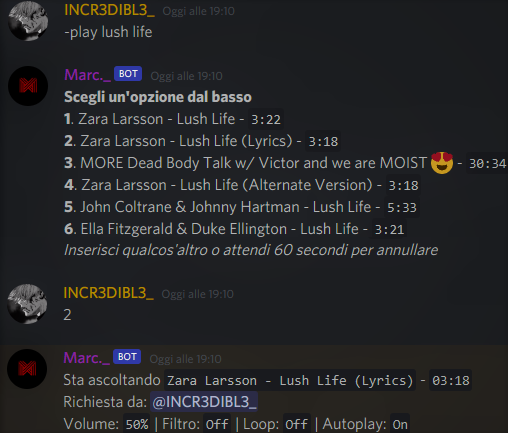 INCR3DIBL3_ Oggi alle 19:10
-play lush life
Marc._ BOT Oggi alle 19:10
Scegli un'opzione dal basso
1. Zara Larsson - Lush Life - 3:22
2. Zara Larsson - Lush Life (Lyrics) - 3:18
3. MORE Dead Body Talk w/ Victor and we are MOIST 😍 - 30:34
4. Zara Larsson - Lush Life (Alternate Version) - 3:18
5. John Coltrane & Johnny Hartman - Lush Life - 5:33
6. Ella Fitzgerald & Duke Ellington - Lush Life - 3:21
Inserisci qualcos'altro o attendi 60 secondi per annullare
INCR3DIBL3_ Oggi alle 19:10
2
Marc._ BOT Oggi alle 19:10
Sta ascoltando Zara Larsson - Lush Life (Lyrics) - 03:18
Richiesta da: @INCR3DIBL3_
Volume: 50% | Filtro: Off | Loop: Off | Autoplay: On